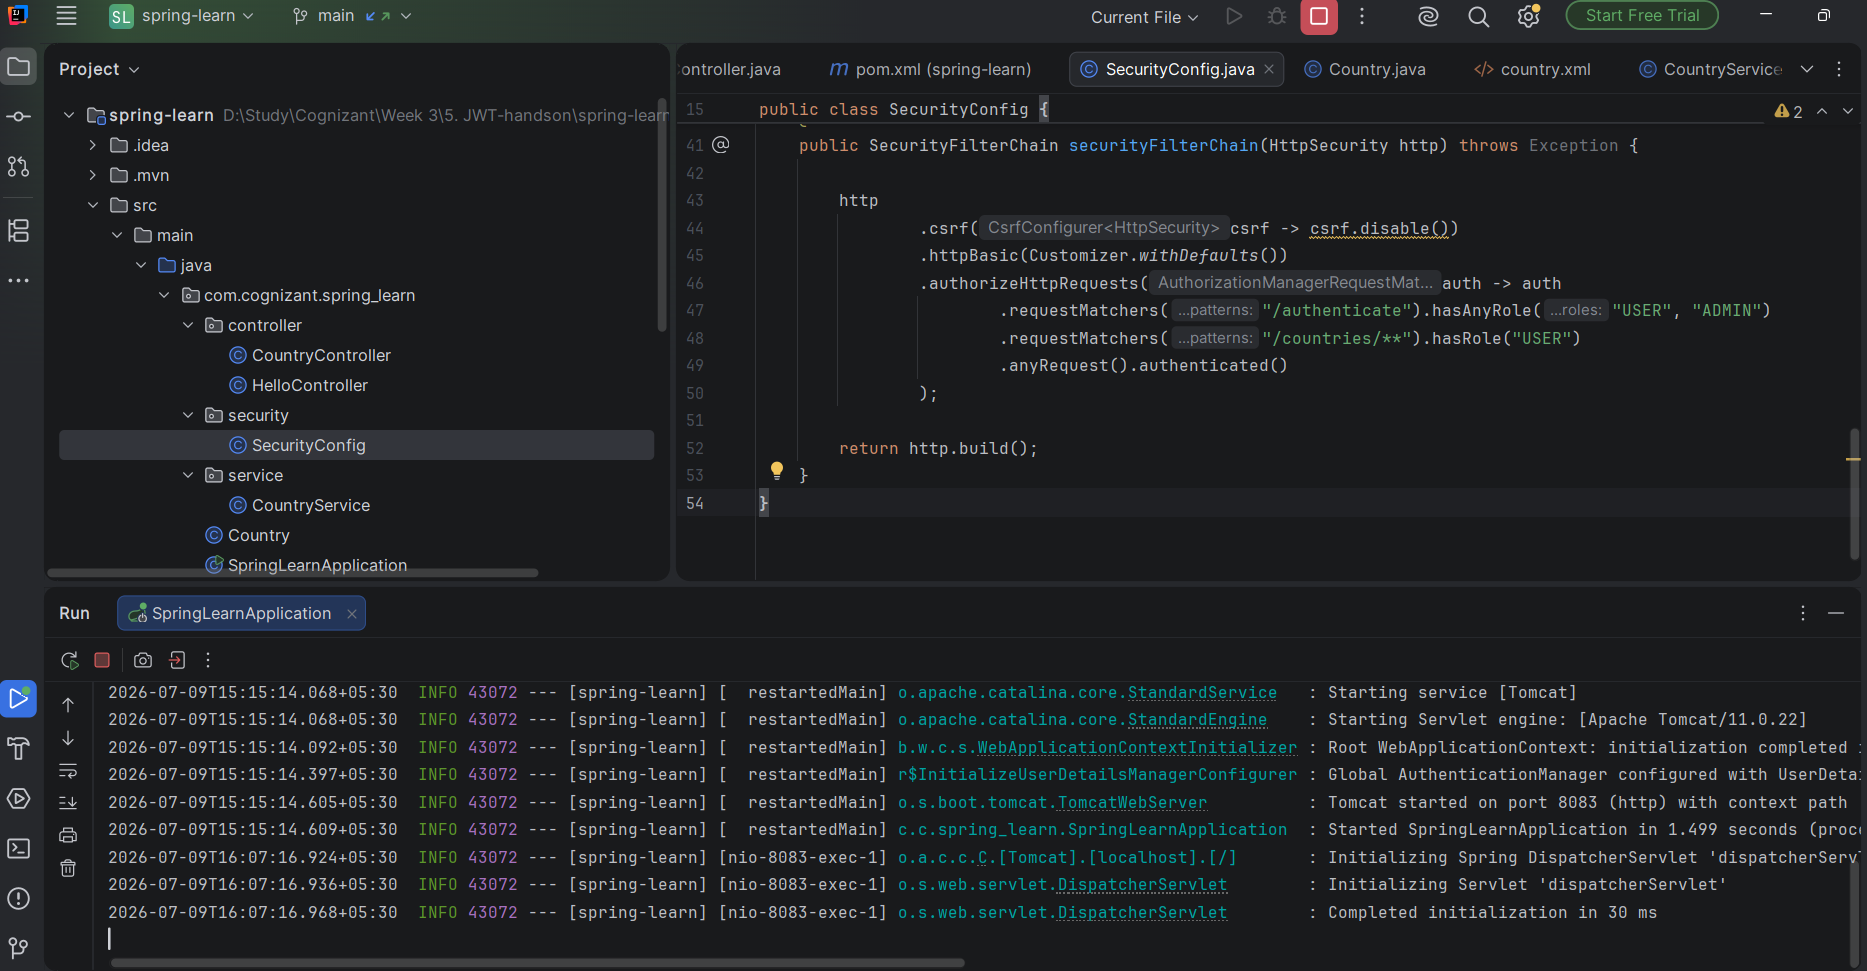 SL spring-learn main Current File Start Free Trial
Project
ontroller.java pom.xml (spring-learn) SecurityConfig.java Country.java country.xml CountryService
spring-learn D:\Study\Cognizant\Week 3\5. JWT-handson\spring-learn
.idea
.mvn
src
main
java
com.cognizant.spring_learn
controller
CountryController
HelloController
security
SecurityConfig
service
CountryService
Country
SpringLearnApplication
15 public class SecurityConfig { 2
41 @ public SecurityFilterChain securityFilterChain(HttpSecurity http) throws Exception {
42
43 http
44 .csrf( CsrfConfigurer<HttpSecurity> csrf -> csrf.disable())
45 .httpBasic(Customizer.withDefaults())
46 .authorizeHttpRequests( AuthorizationManagerRequestMat... auth -> auth
47 .requestMatchers( ...patterns: "/authenticate").hasAnyRole( ...roles: "USER", "ADMIN")
48 .requestMatchers( ...patterns: "/countries/**").hasRole("USER")
49 .anyRequest().authenticated()
50 );
51
52 return http.build();
53 }
54 }
Run SpringLearnApplication
2026-07-09T15:15:14.068+05:30 INFO 43072 --- [spring-learn] [ restartedMain] o.apache.catalina.core.StandardService : Starting service [Tomcat]
2026-07-09T15:15:14.068+05:30 INFO 43072 --- [spring-learn] [ restartedMain] o.apache.catalina.core.StandardEngine : Starting Servlet engine: [Apache Tomcat/11.0.22]
2026-07-09T15:15:14.092+05:30 INFO 43072 --- [spring-learn] [ restartedMain] b.w.c.s.WebApplicationContextInitializer : Root WebApplicationContext: initialization completed i
2026-07-09T15:15:14.397+05:30 INFO 43072 --- [spring-learn] [ restartedMain] r$InitializeUserDetailsManagerConfigurer : Global AuthenticationManager configured with UserDetai
2026-07-09T15:15:14.605+05:30 INFO 43072 --- [spring-learn] [ restartedMain] o.s.boot.tomcat.TomcatWebServer : Tomcat started on port 8083 (http) with context path
2026-07-09T15:15:14.609+05:30 INFO 43072 --- [spring-learn] [ restartedMain] c.c.spring_learn.SpringLearnApplication : Started SpringLearnApplication in 1.499 seconds (proce
2026-07-09T16:07:16.924+05:30 INFO 43072 --- [spring-learn] [nio-8083-exec-1] o.a.c.c.C.[Tomcat].[localhost].[/] : Initializing Spring DispatcherServlet 'dispatcherServl
2026-07-09T16:07:16.936+05:30 INFO 43072 --- [spring-learn] [nio-8083-exec-1] o.s.web.servlet.DispatcherServlet : Initializing Servlet 'dispatcherServlet'
2026-07-09T16:07:16.968+05:30 INFO 43072 --- [spring-learn] [nio-8083-exec-1] o.s.web.servlet.DispatcherServlet : Completed initialization in 30 ms